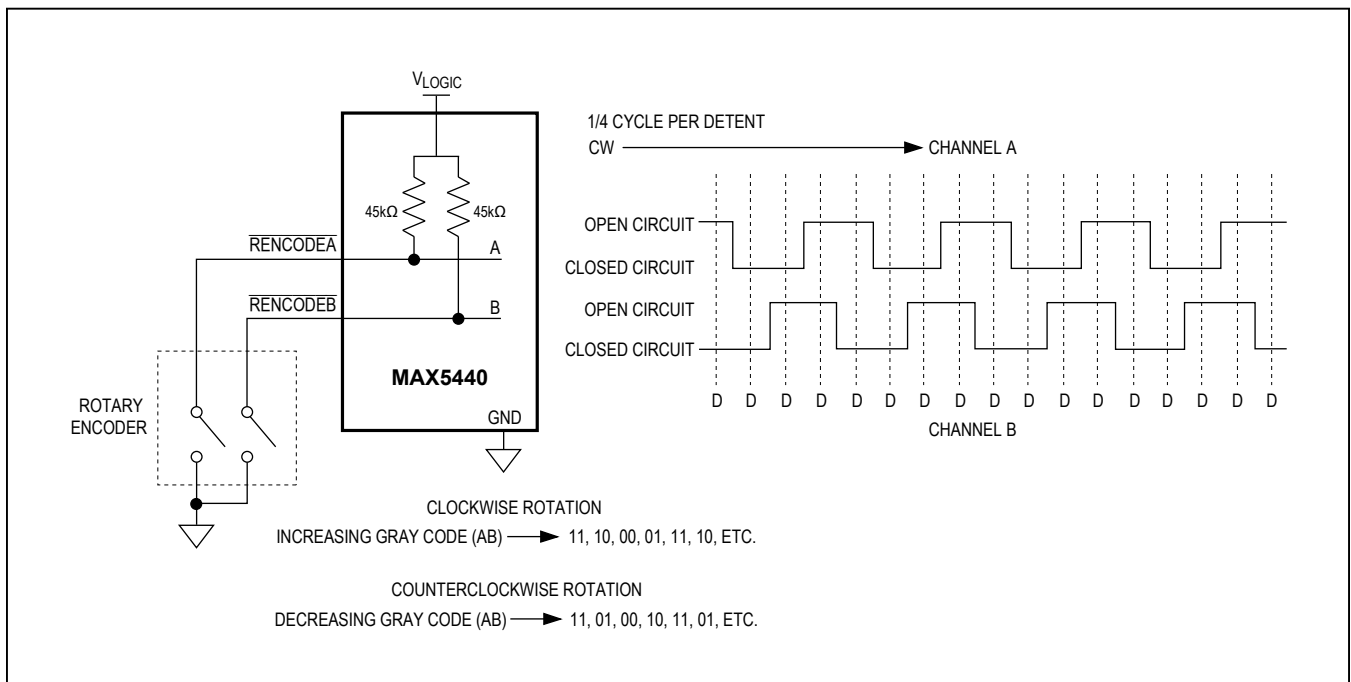 VLOGIC
45kΩ 45kΩ
RENCODEA
A
RENCODEB
B
MAX5440
GND
ROTARY
ENCODER
1/4 CYCLE PER DETENT
CW CHANNEL A
OPEN CIRCUIT
CLOSED CIRCUIT
OPEN CIRCUIT
CLOSED CIRCUIT
D D D D D D D D D D D D D D D D D
CHANNEL B
CLOCKWISE ROTATION
INCREASING GRAY CODE (AB) 11, 10, 00, 01, 11, 10, ETC.
COUNTERCLOCKWISE ROTATION
DECREASING GRAY CODE (AB) 11, 01, 00, 10, 11, 01, ETC.